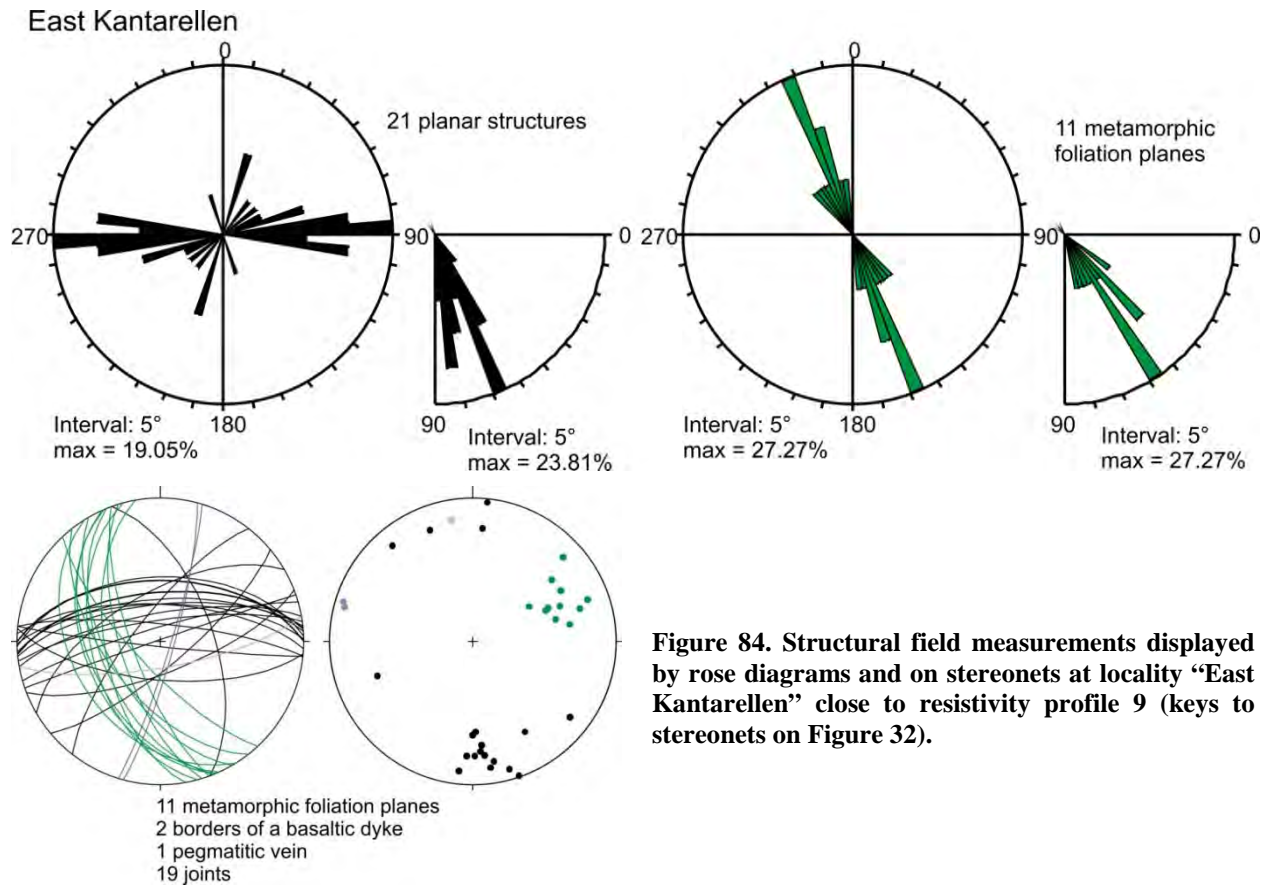 East Kantarellen
0
270
90
180
21 planar structures
0
90
Interval: 5°
max = 19.05%
Interval: 5°
max = 23.81%
0
270
90
180
11 metamorphic
foliation planes
0
90
Interval: 5°
max = 27.27%
Interval: 5°
max = 27.27%
11 metamorphic foliation planes
2 borders of a basaltic dyke
1 pegmatitic vein
19 joints
Figure 84. Structural field measurements displayed
by rose diagrams and on stereonets at locality “East
Kantarellen” close to resistivity profile 9 (keys to
stereonets on Figure 32).